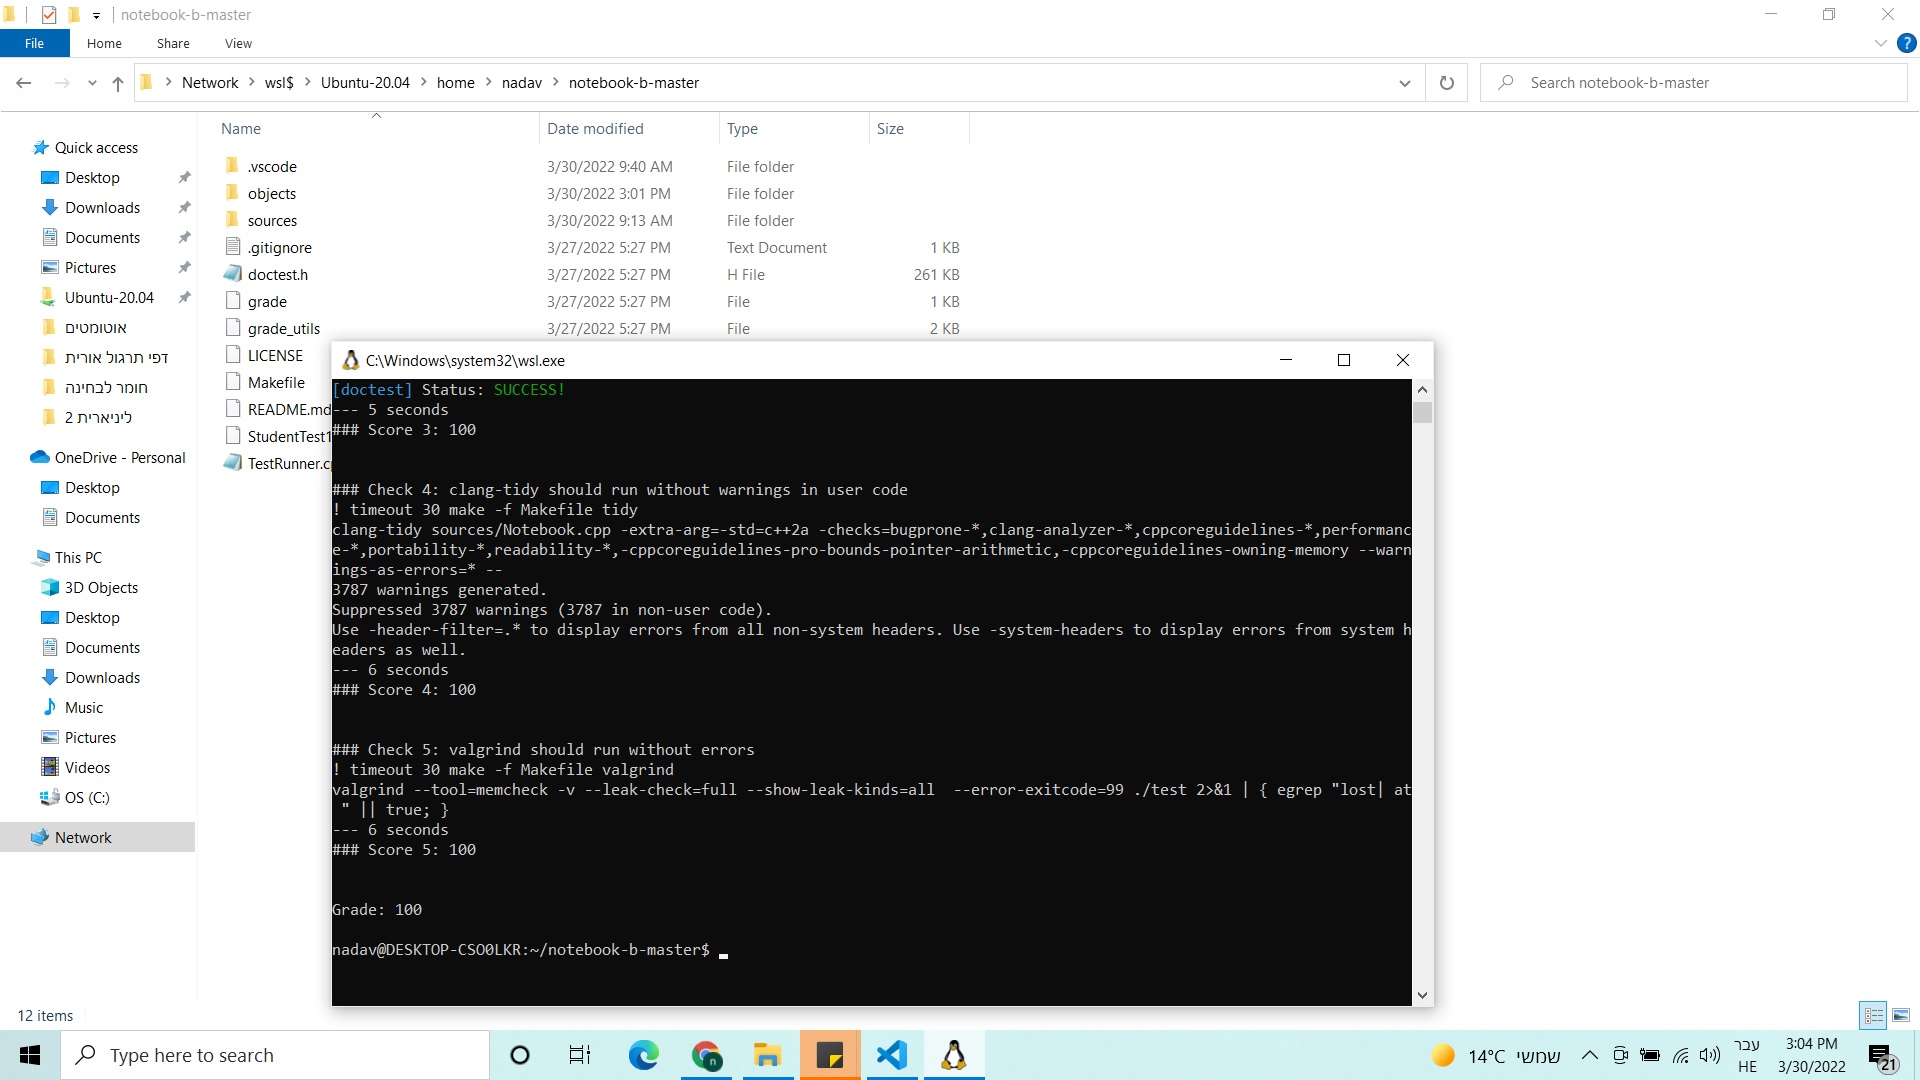 notebook-b-master
File Home Share View
Network wsl$ Ubuntu-20.04 home nadav notebook-b-master
Search notebook-b-master
Name Date modified Type Size
Quick access
Desktop
Downloads
Documents
Pictures
Ubuntu-20.04
אוטומטים
דפי תרגול אורית
חומר לבחינה
ליניארית 2
OneDrive - Personal
Desktop
Documents
This PC
3D Objects
Desktop
Documents
Downloads
Music
Pictures
Videos
OS (C:)
Network
.vscode 3/30/2022 9:40 AM File folder
objects 3/30/2022 3:01 PM File folder
sources 3/30/2022 9:13 AM File folder
.gitignore 3/27/2022 5:27 PM Text Document 1 KB
doctest.h 3/27/2022 5:27 PM H File 261 KB
grade 3/27/2022 5:27 PM File 1 KB
grade_utils 3/27/2022 5:27 PM File 2 KB
LICENSE
Makefile
README.md
StudentTest1
TestRunner.c
C:\Windows\system32\wsl.exe
[doctest] Status: SUCCESS!
--- 5 seconds
### Score 3: 100
### Check 4: clang-tidy should run without warnings in user code
! timeout 30 make -f Makefile tidy
clang-tidy sources/Notebook.cpp -extra-arg=-std=c++2a -checks=bugprone-*,clang-analyzer-*,cppcoreguidelines-*,performanc
e-*,portability-*,readability-*,-cppcoreguidelines-pro-bounds-pointer-arithmetic,-cppcoreguidelines-owning-memory --warn
ings-as-errors=* --
3787 warnings generated.
Suppressed 3787 warnings (3787 in non-user code).
Use -header-filter=.* to display errors from all non-system headers. Use -system-headers to display errors from system h
eaders as well.
--- 6 seconds
### Score 4: 100
### Check 5: valgrind should run without errors
! timeout 30 make -f Makefile valgrind
valgrind --tool=memcheck -v --leak-check=full --show-leak-kinds=all  --error-exitcode=99 ./test 2>&1 | { egrep "lost| at
 " || true; }
--- 6 seconds
### Score 5: 100
Grade: 100
nadav@DESKTOP-CSO0LKR:~/notebook-b-master$
12 items
Type here to search
14°C שמשי
עבר
HE
3:04 PM
3/30/2022
21